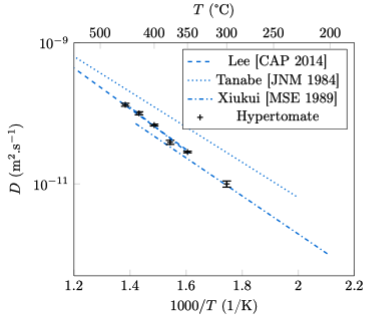 T (°C)
500 400 350 300 250 200
10⁻⁹
Lee [CAP 2014]
Tanabe [JNM 1984]
Xiukui [MSE 1989]
Hypertomate
D (m².s⁻¹)
10⁻¹¹
1.2 1.4 1.6 1.8 2 2.2
1000/T (1/K)